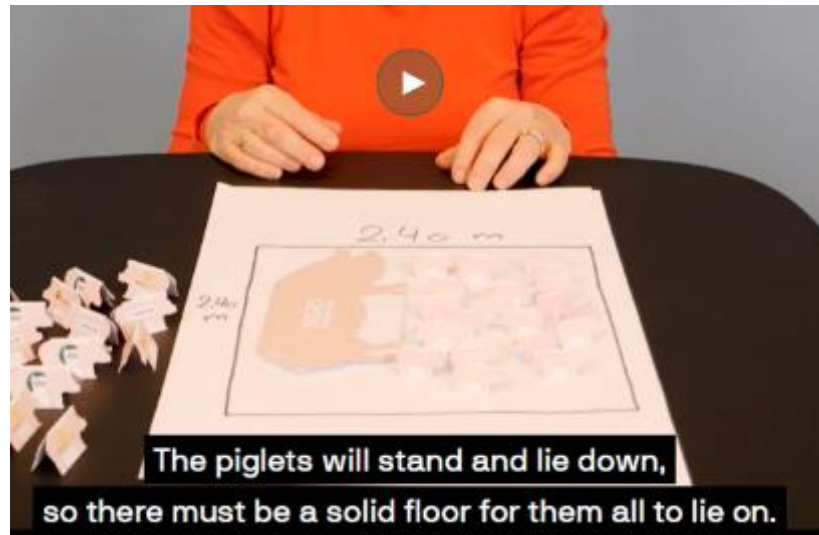 2,40 m
2,40
m
The piglets will stand and lie down,
so there must be a solid floor for them all to lie on.